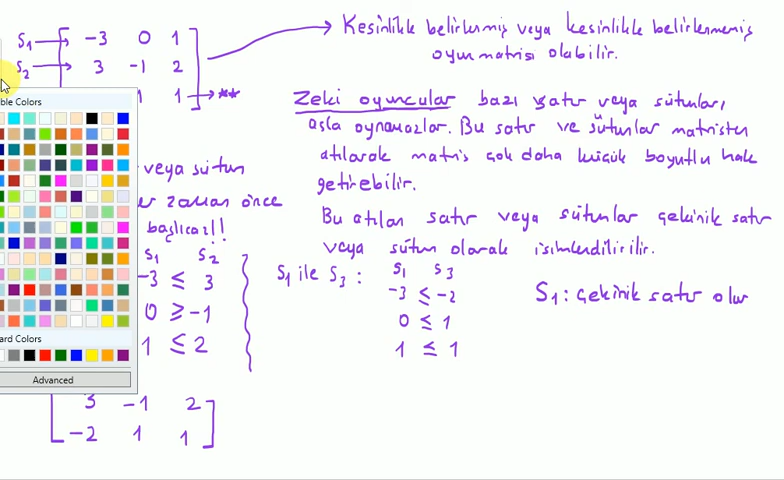 S1 → -3 0 1
S2 → 3 -1 2
1 1 → **
Kesinlikle belirlenmiş veya kesinlikle belirlenmemiş
oyun matrisi olabilir.
Zeki oyuncular bazı satır veya sütunları
asla oynamazlar. Bu satır ve sütunlar matristen
atılarak matris çok daha küçük boyutlu hale
getirebilir.
Bu atılan satır veya sütunlar çekinik satır
veya sütun olarak isimlendilirilir.
ble Colors
ard Colors
Advanced
veya sütun
er zaman önce
başlıcaz!!
S1 S2
-3 ≤ 3
0 ≥ -1
1 ≤ 2
S1 ile S3 :
S1 S3
-3 ≤ -2
0 ≤ 1
1 ≤ 1
S1 : Çekinik satır olur
3 -1 2
-2 1 1